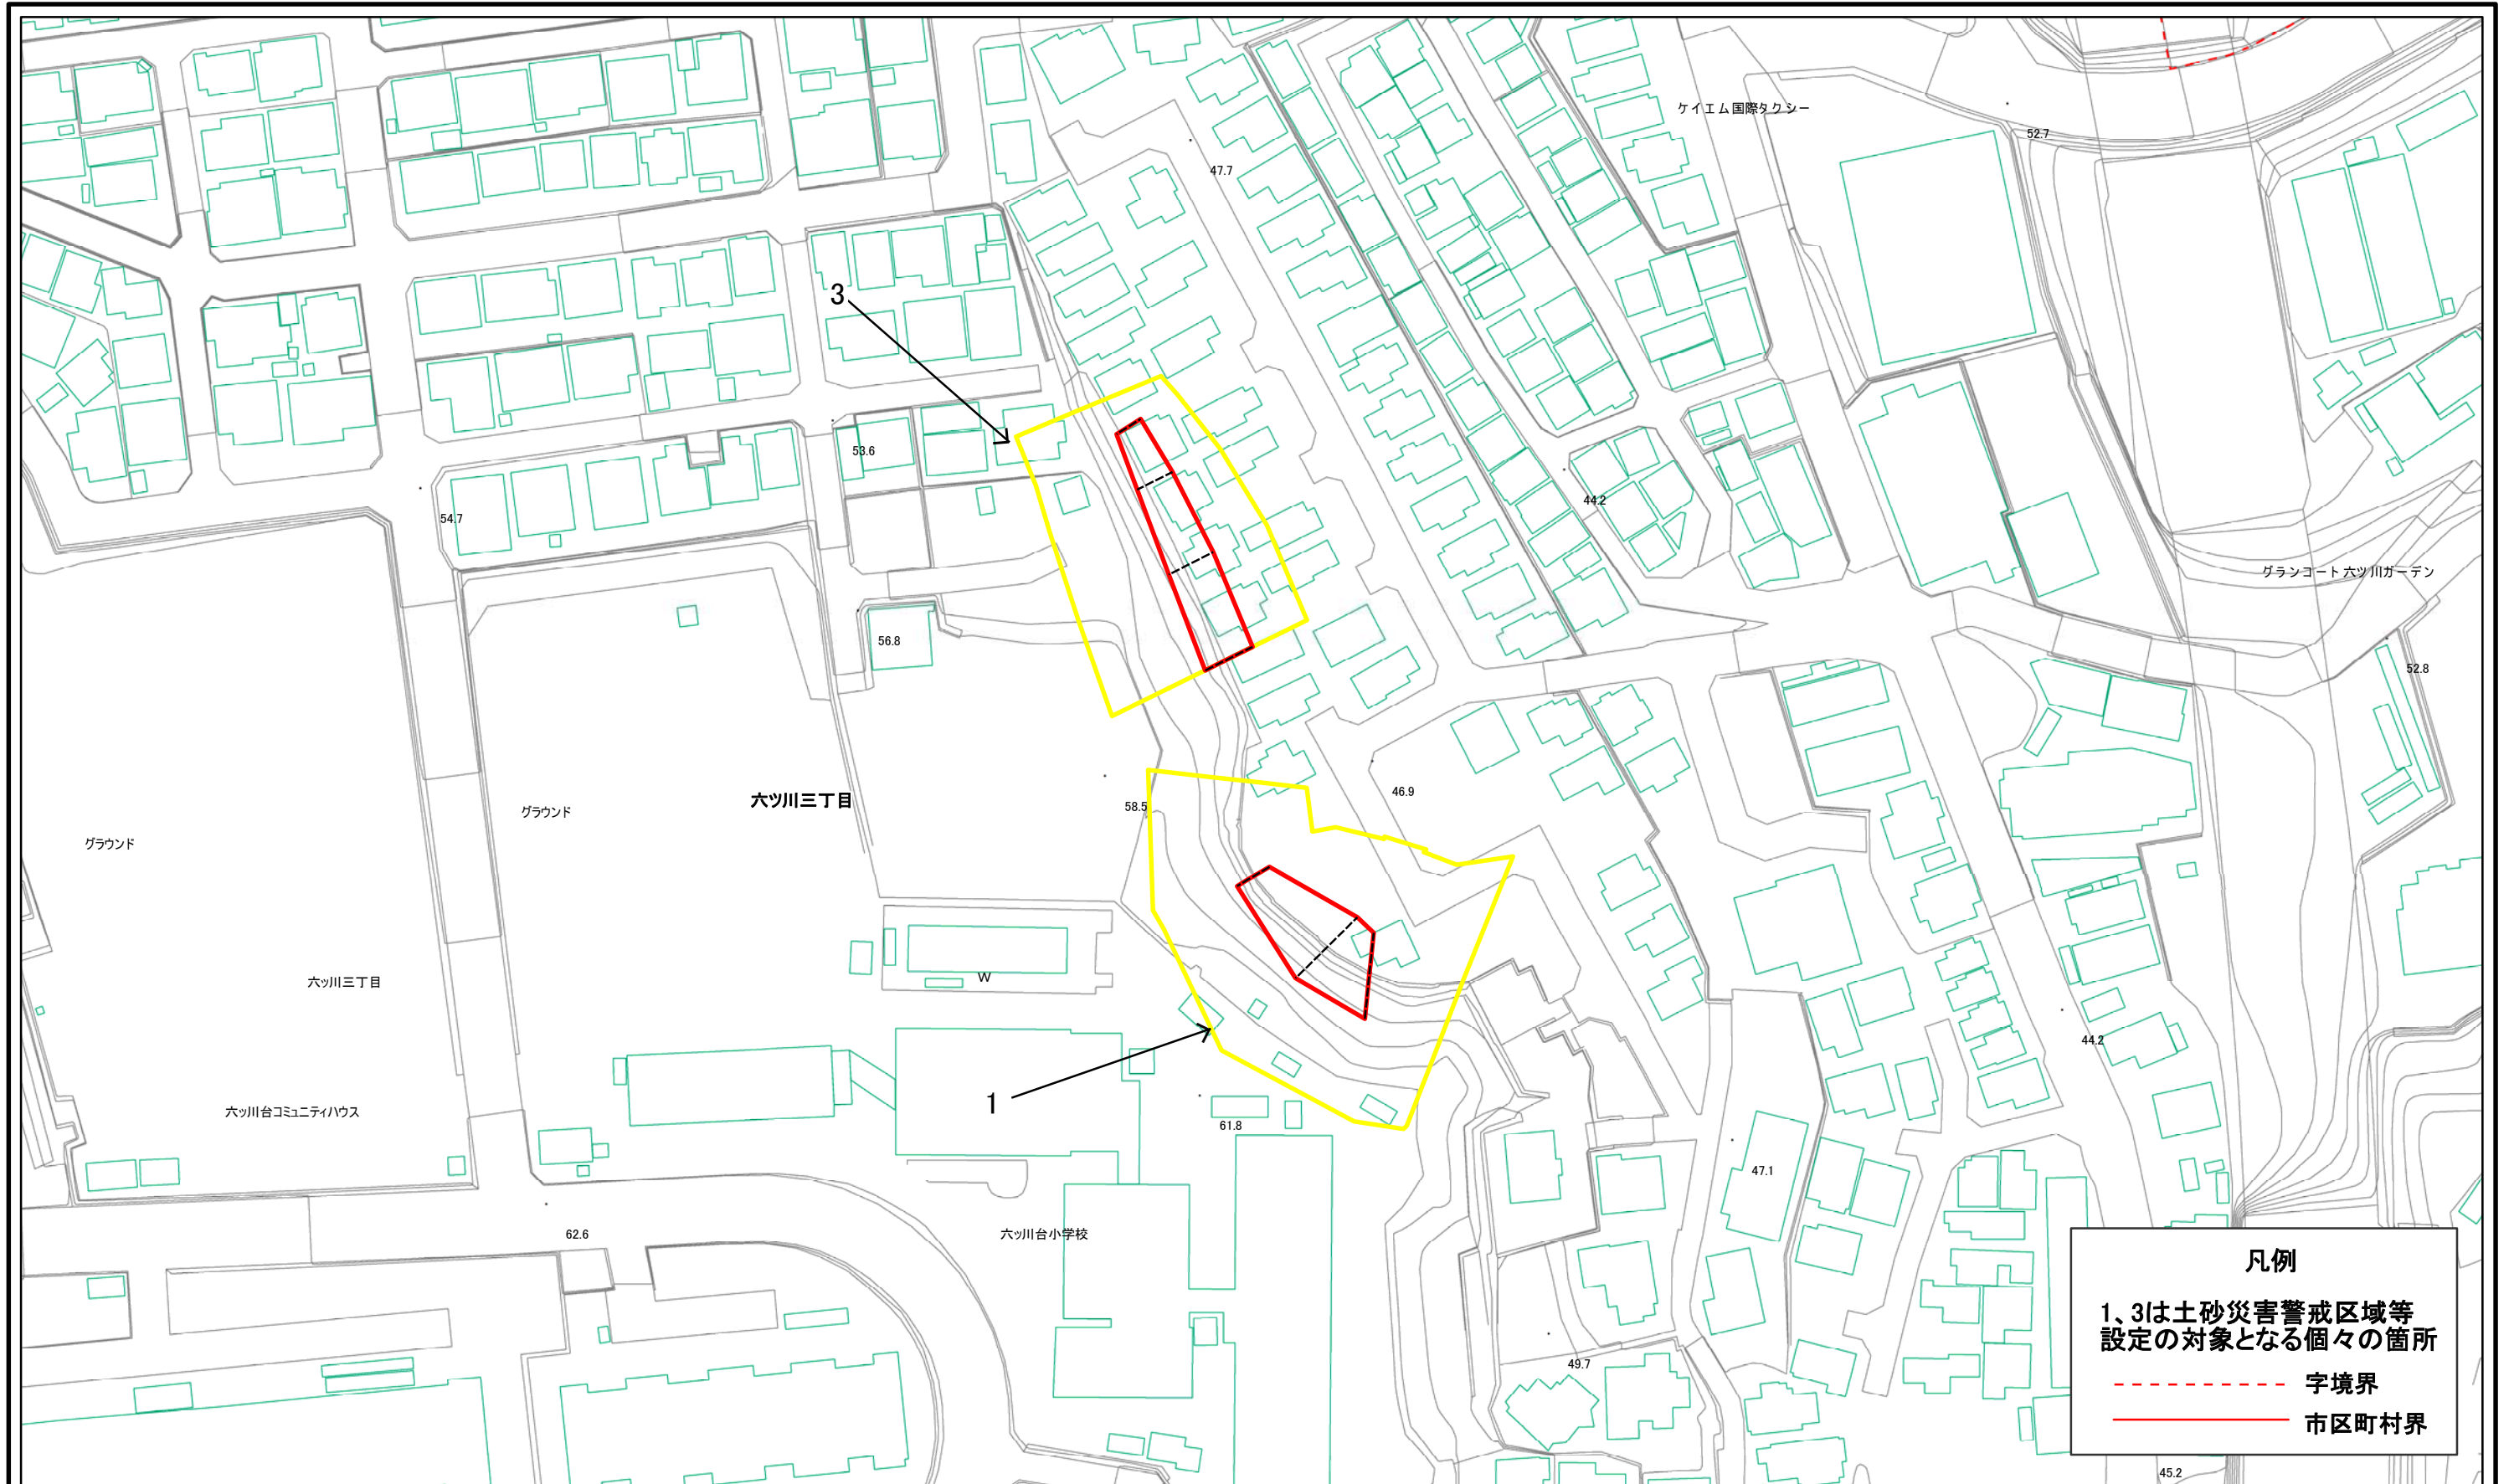 ケイエム国際タクシー
52.7
47.7
3
53.6
44.2
54.7
グランコート六ツ川ガーデン
56.8
52.8
46.9
六ツ川三丁目
58.5
グラウンド
グラウンド
W
六ッ川三丁目
44.2
1
六ッ川台コミュニティハウス
61.8
47.1
62.6
六ッ川台小学校
49.7
凡例
1、3は土砂災害警戒区域等
設定の対象となる個々の箇所
字境界
市区町村界
45.2